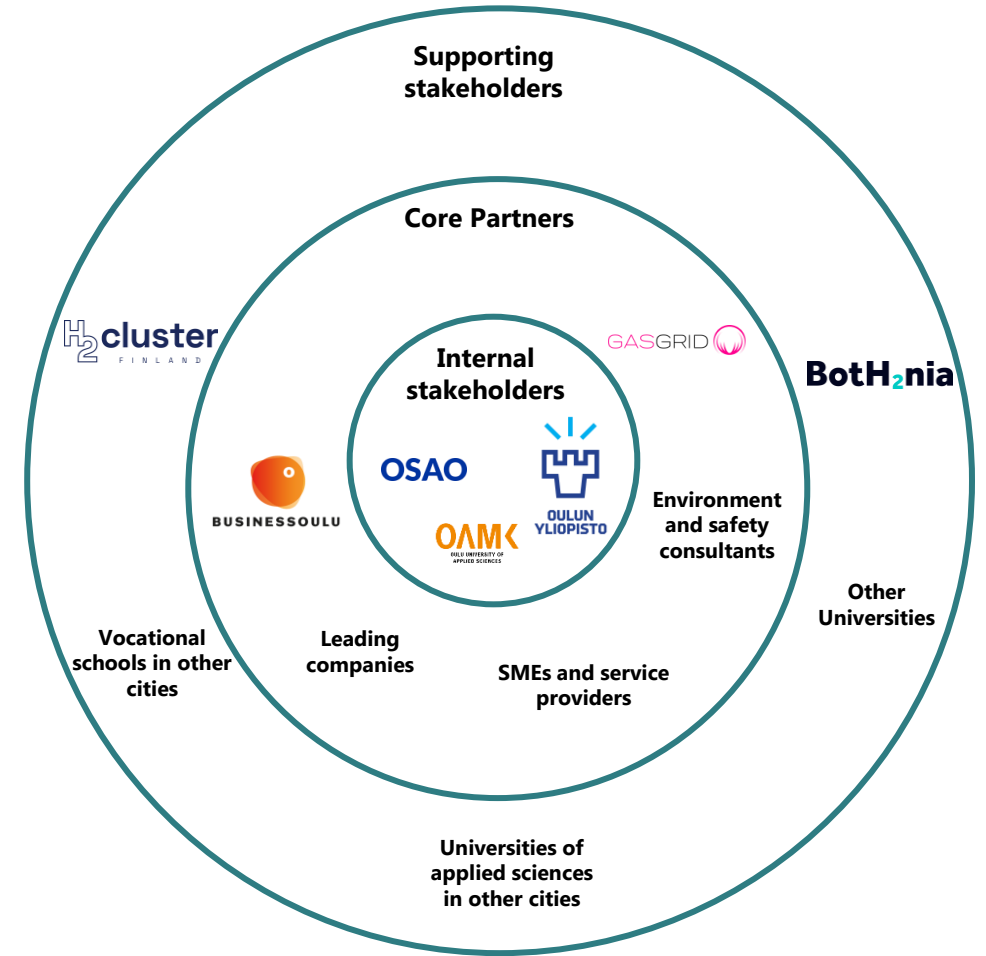 Supporting
stakeholders
Core Partners
H2cluster
FINLAND
GASGRID
Internal
stakeholders
BotH2nia
OSAO
BUSINESSOULU
OULUN
YLIOPISTO
OAMK
OULU UNIVERSITY OF
APPLIED SCIENCES
Environment
and safety
consultants
Other
Universities
Vocational
schools in other
cities
Leading
companies
SMEs and service
providers
Universities of
applied sciences
in other cities